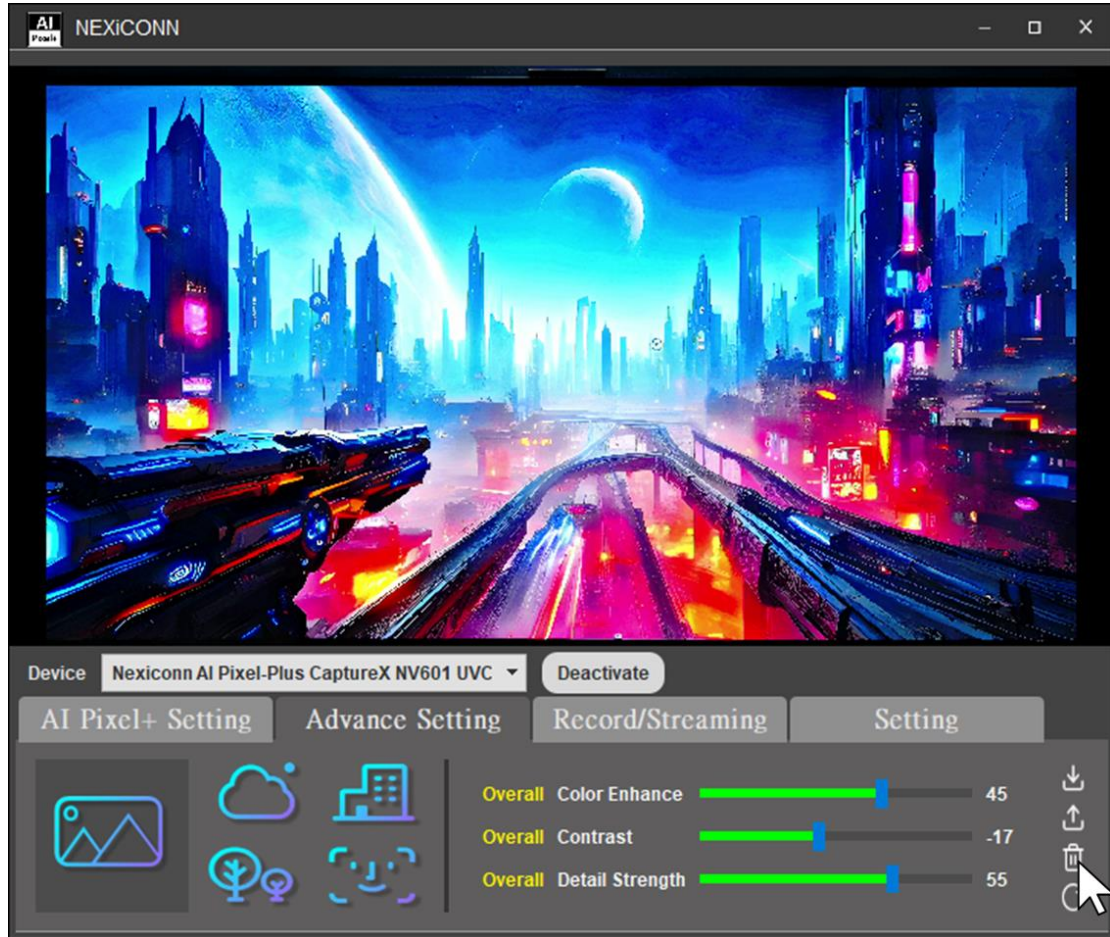 AI
Pixels
NEXiCONN
Device Nexiconn AI Pixel-Plus CaptureX NV601 UVC Deactivate
AI Pixel+ Setting Advance Setting Record/Streaming Setting
Overall Color Enhance 45
Overall Contrast -17
Overall Detail Strength 55